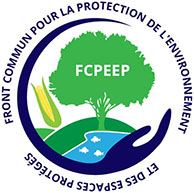 FRONT COMMUN POUR LA PROTECTION DE L'ENVIRONNEMENT
ET DES ESPACES PROTÉGÉS
FCPEEP